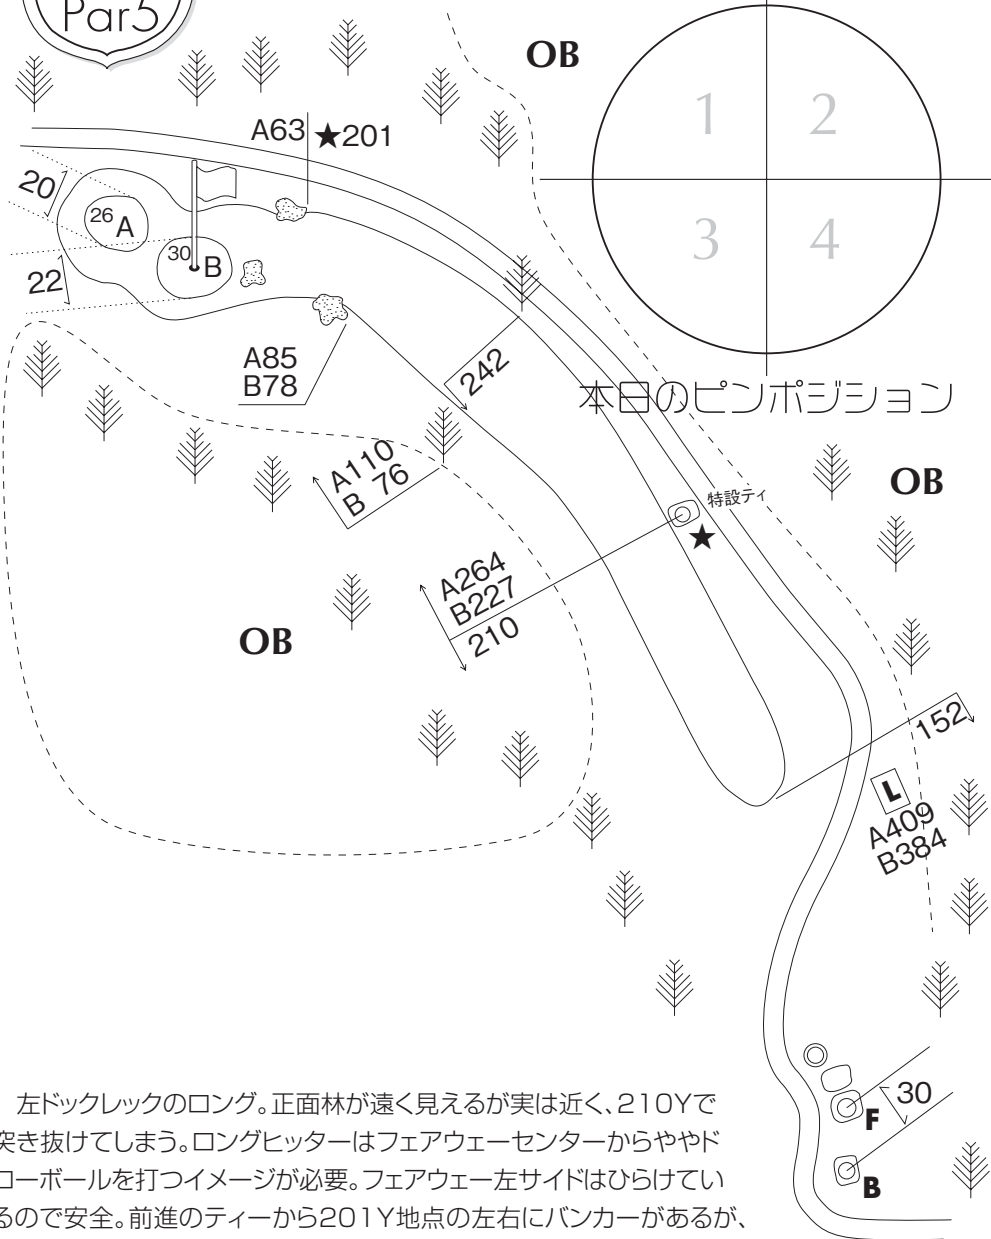 Par5
OB
1 2
3 4
本日のピンポジション
A63 ★201
20
26 A
30 B
22
A85
B78
242
A110
B 76
OB
特設ティ
★
A264
B227
210
OB
152
L
A409
B384
30
F
B
左ドックレックのロング。正面林が遠く見えるが実は近く、210Yで
突き抜けてしまう。ロングヒッターはフェアウェーセンターからややド
ローボールを打つイメージが必要。フェアウェー左サイドはひらけてい
るので安全。前進のティーから201Y地点の左右にバンカーがあるが、